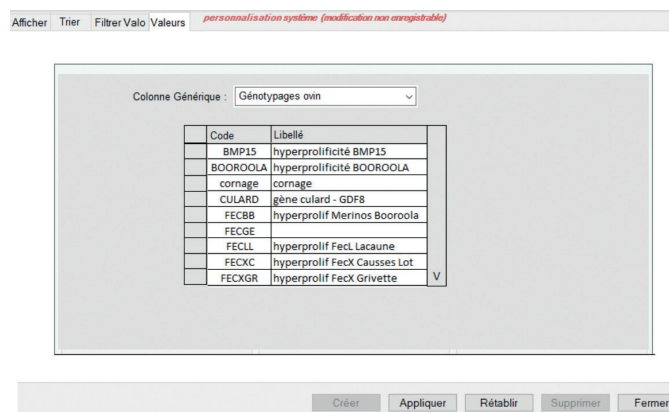 Afficher Trier Filtrer Valo Valeurs personnalisation système (modification non enregistrable)
Colonne Générique : Génotypages ovin
Code Libellé
BMP15 hyperprolificité BMP15
BOOROOLA hyperprolificité BOOROOLA
cornage cornage
CULARD gène culard - GDF8
FECBB hyperprolif Merinos Booroola
FECGE
FECLL hyperprolif FecL Lacaune
FECXC hyperprolif FecX Causses Lot
FECXGR hyperprolif FecX Grivette V
Créer Appliquer Rétablir Supprimer Fermer